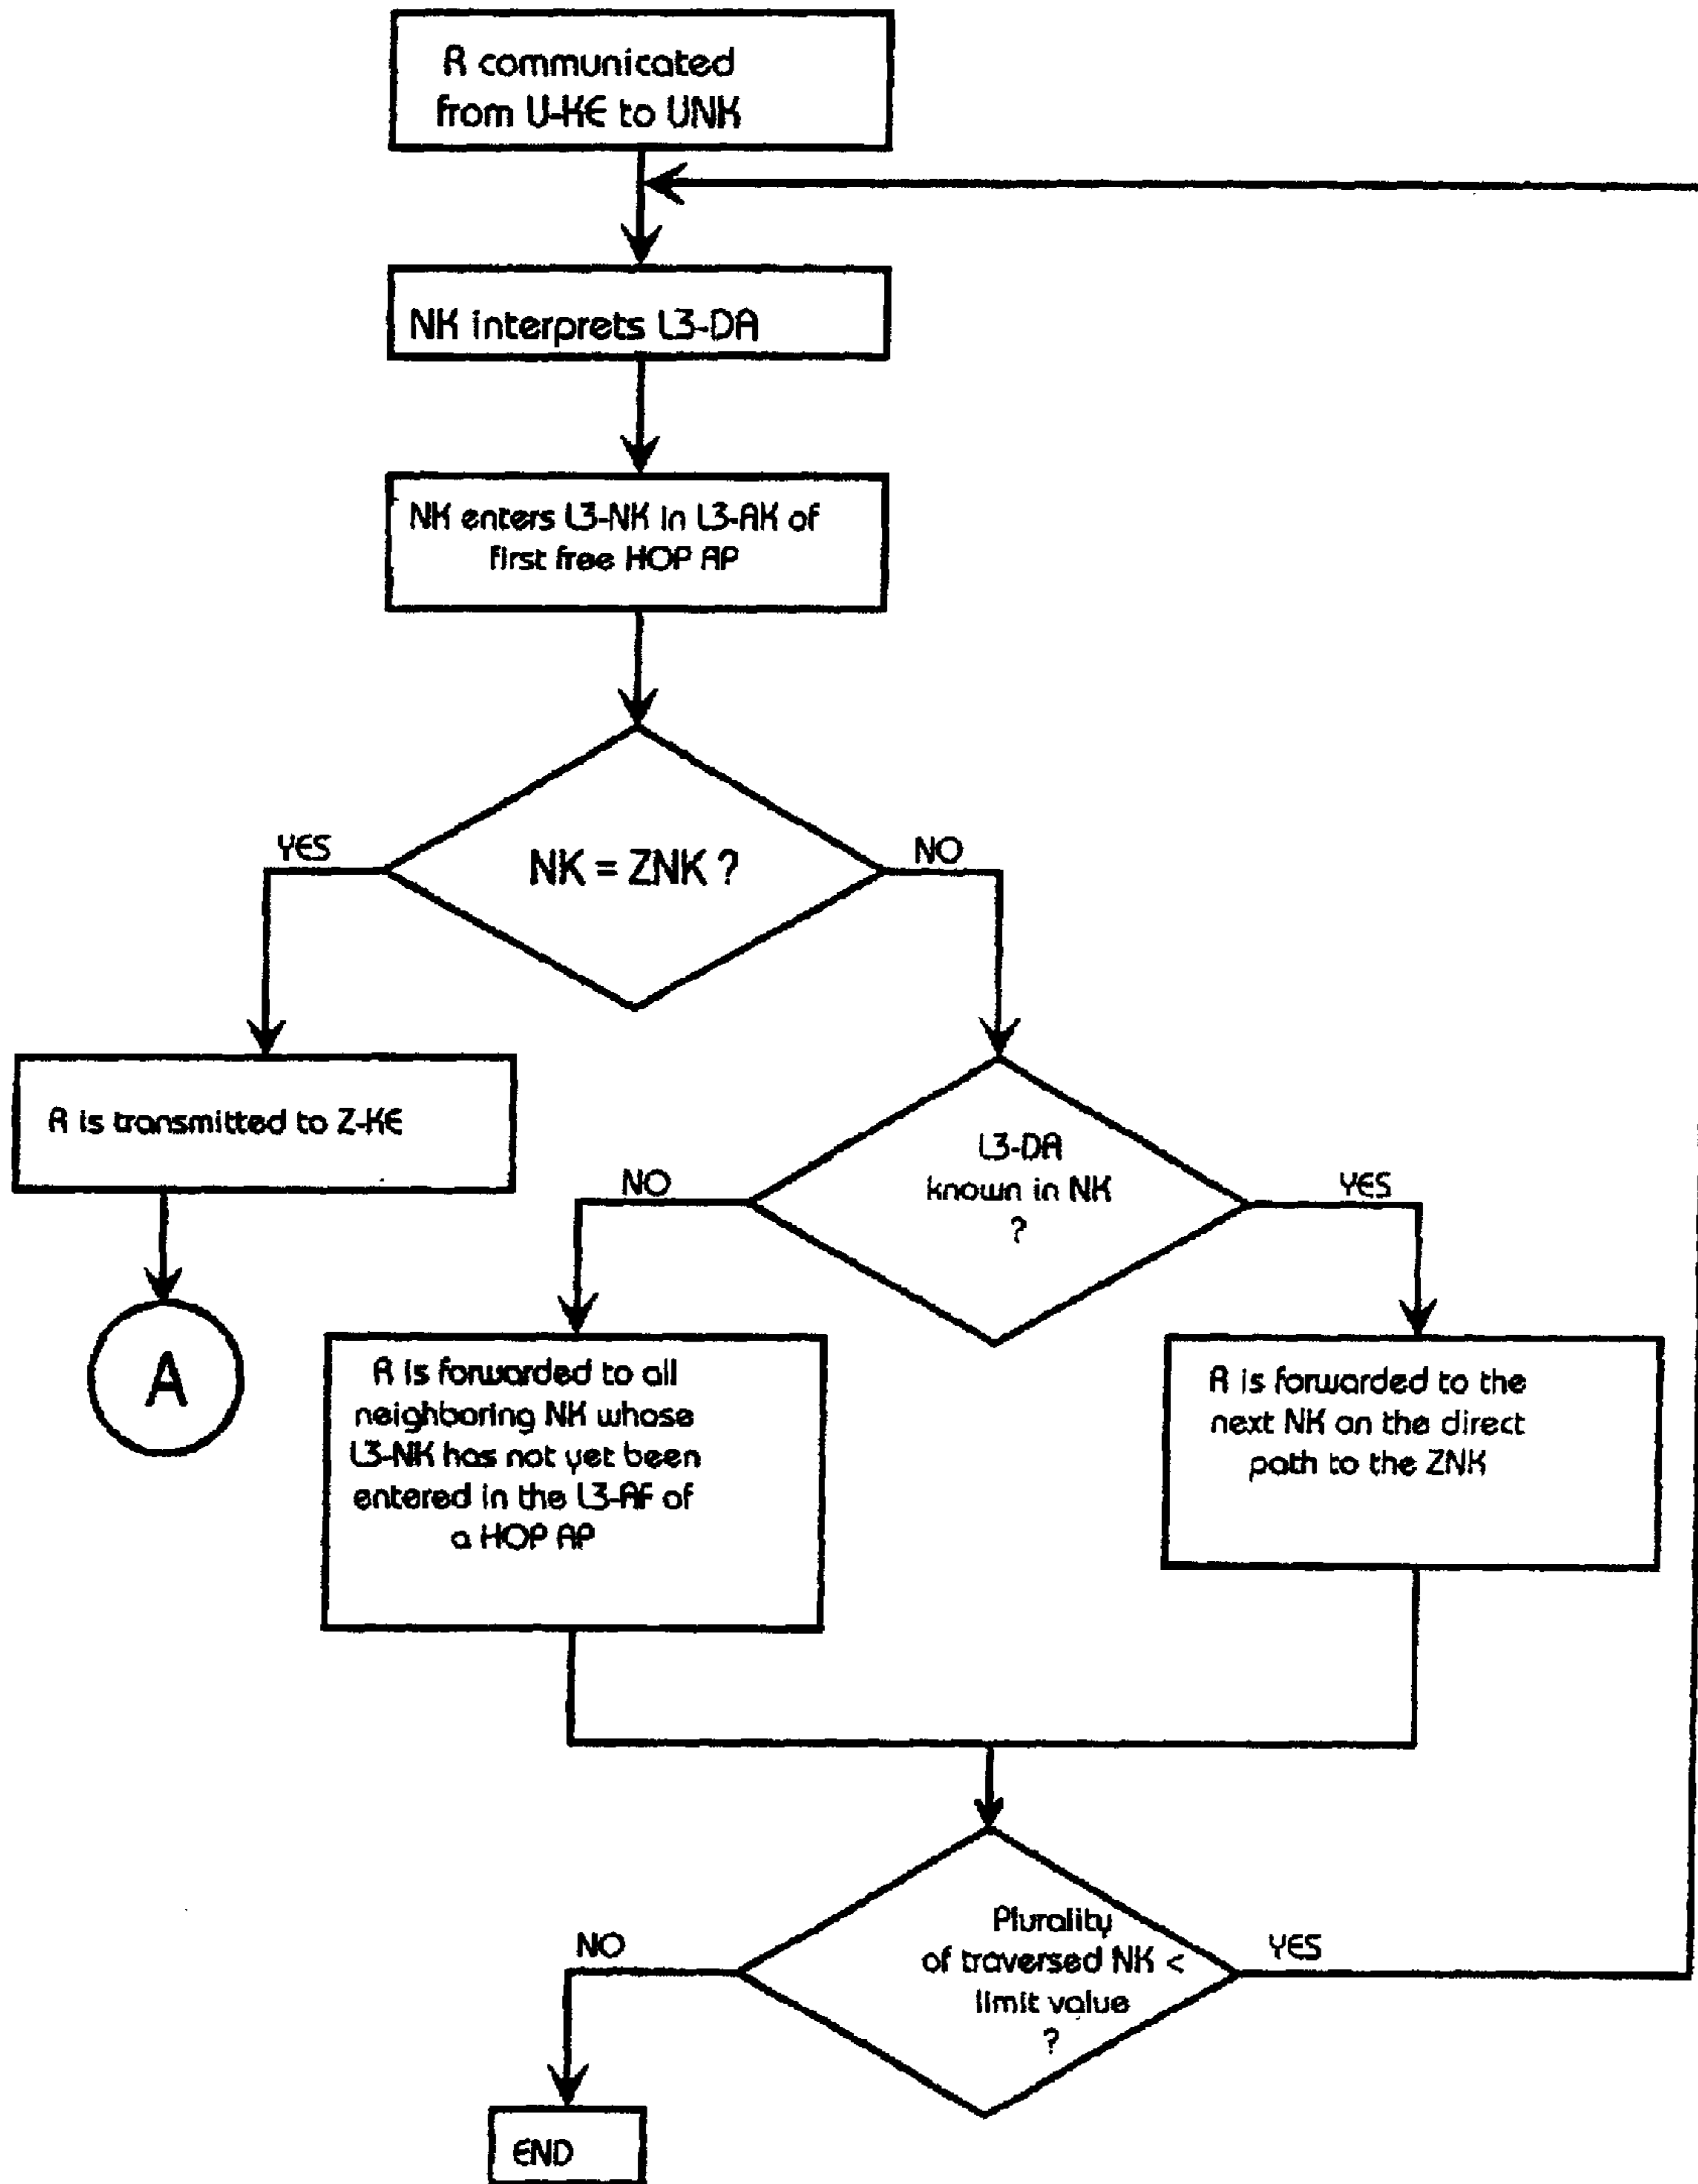 R communicated
from U-KE to UNK
NK interprets L3-DA
NK enters L3-NK in L3-AK of
first free HOP AP
YES
NK = ZNK ?
NO
R is transmitted to Z-KE
L3-DA
known in NK
?
NO
YES
A
R is forwarded to all
neighboring NK whose
L3-NK has not yet been
entered in the L3-AF of
a HOP AP
R is forwarded to the
next NK on the direct
path to the ZNK
Plurality
of traversed NK <
limit value
?
NO
YES
END